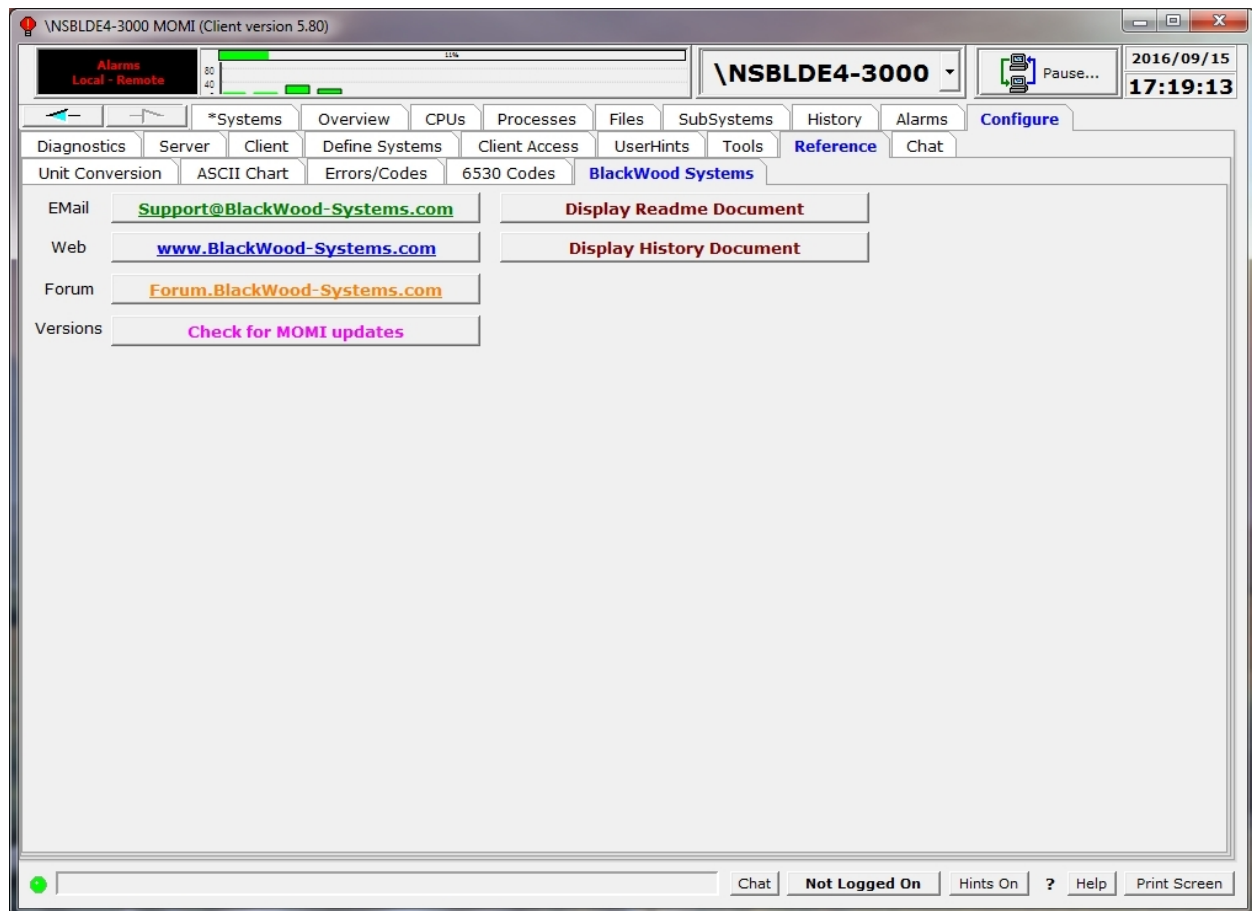 \NSBLDE4-3000 MOMI (Client version 5.80)
Alarms
Local - Remote
80
40
11%
\NSBLDE4-3000
Pause...
2016/09/15
17:19:13
*Systems Overview CPUs Processes Files SubSystems History Alarms Configure
Diagnostics Server Client Define Systems Client Access UserHints Tools Reference Chat
Unit Conversion ASCII Chart Errors/Codes 6530 Codes BlackWood Systems
EMail Support@BlackWood-Systems.com Display Readme Document
Web www.BlackWood-Systems.com Display History Document
Forum Forum.BlackWood-Systems.com
Versions Check for MOMI updates
Chat Not Logged On Hints On ? Help Print Screen